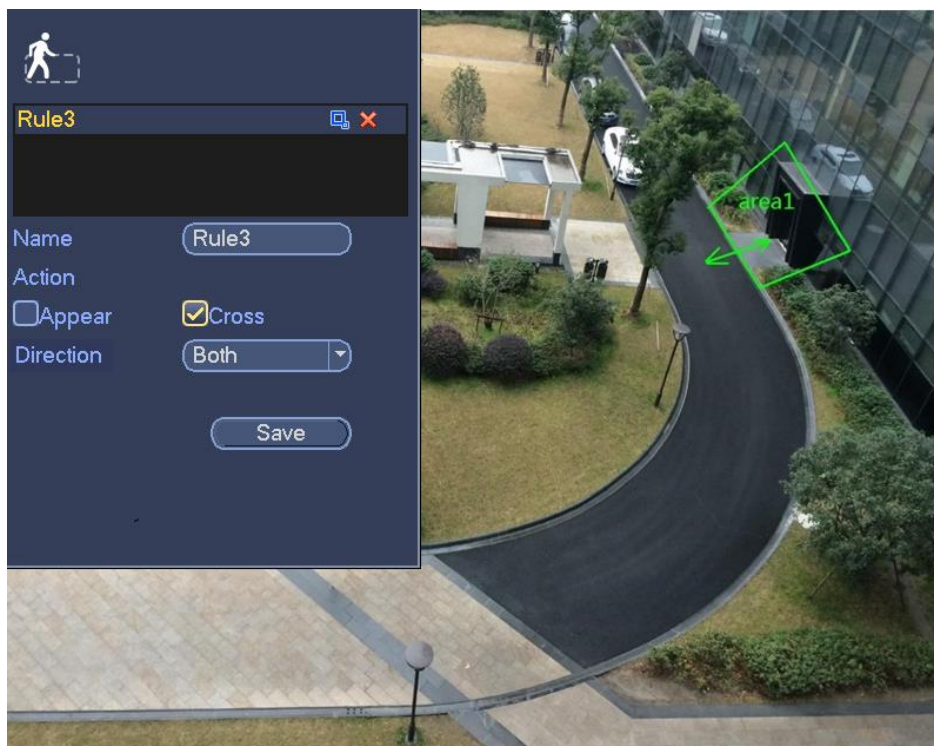 Rule3
Name Rule3
Action
Appear Cross
Direction Both
Save
area1